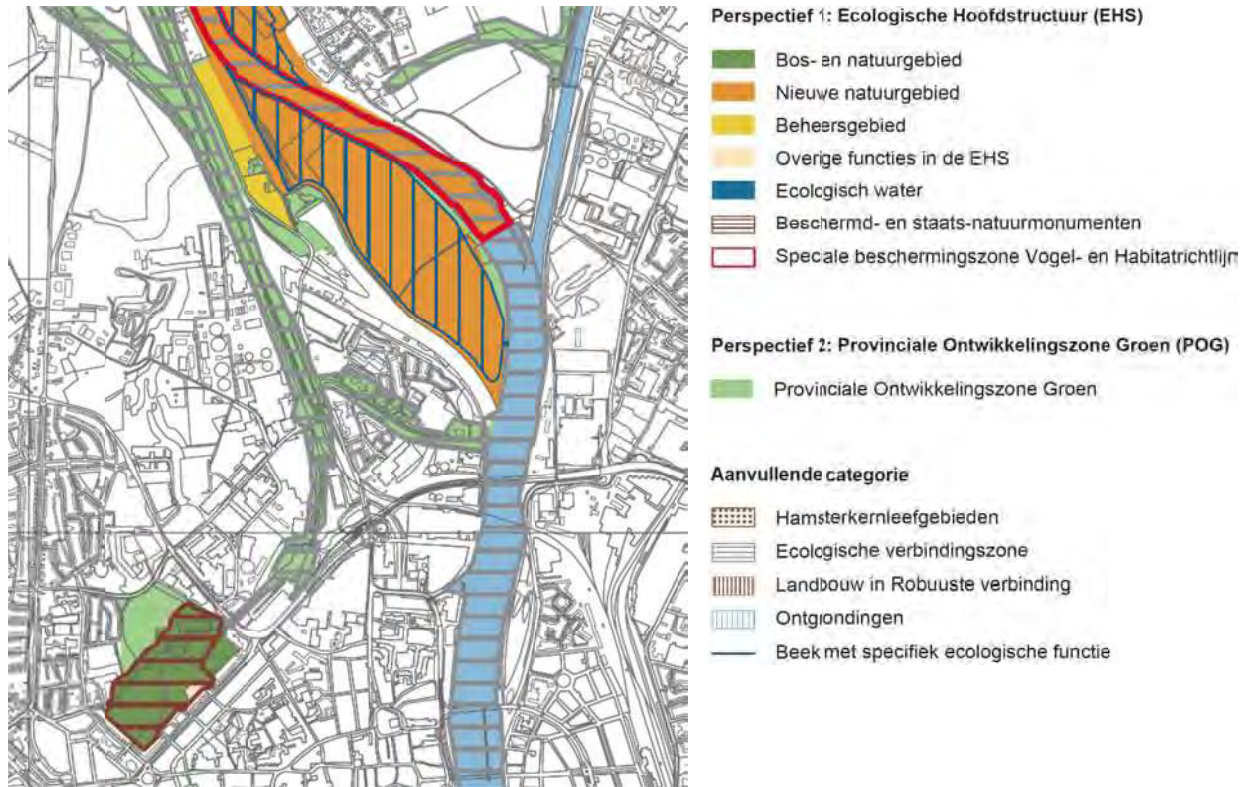 Perspectief 1: Ecologische Hoofdstructuur (EHS)
Bos- en natuurgebied
Nieuwe natuurgebied
Beheersgebied
Overige functies in de EHS
Ecologisch water
Beschermd- en staats-natuurmonumenten
Speciale beschermingszone Vogel- en Habitatrichtlijn
Perspectief 2: Provinciale Ontwikkelingszone Groen (POG)
Provinciale Ontwikkelingszone Groen
Aanvullende categorie
Hamsterkernleefgebieden
Ecologische verbindingszone
Landbouw in Robuuste verbinding
Ontgrondingen
Beek met specifiek ecologische functie